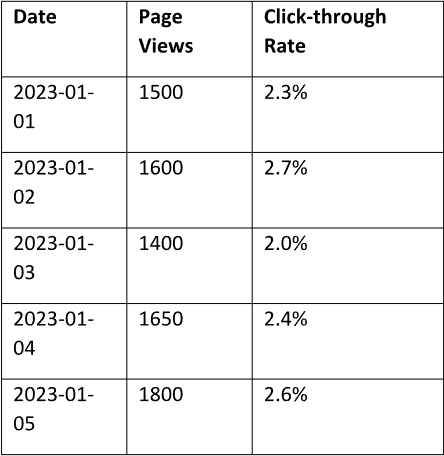 Date Page Click-through
Views Rate
2023-01- 1500 2.3%
01
2023-01- 1600 2.7%
02
2023-01- 1400 2.0%
03
2023-01- 1650 2.4%
04
2023-01- 1800 2.6%
05